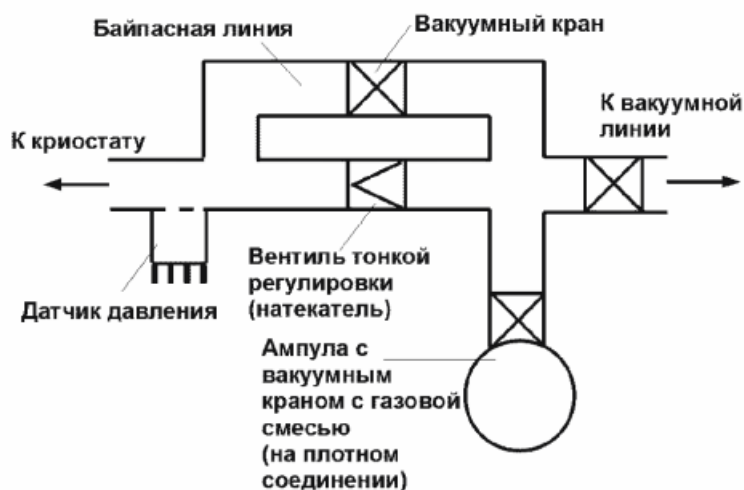 Байпасная линия
Вакуумный кран
К вакуумной
линии
К криостату
Вентиль тонкой
регулировки
(натекатель)
Датчик давления
Ампула с
вакуумным
краном с газовой
смесью
(на плотном
соединении)